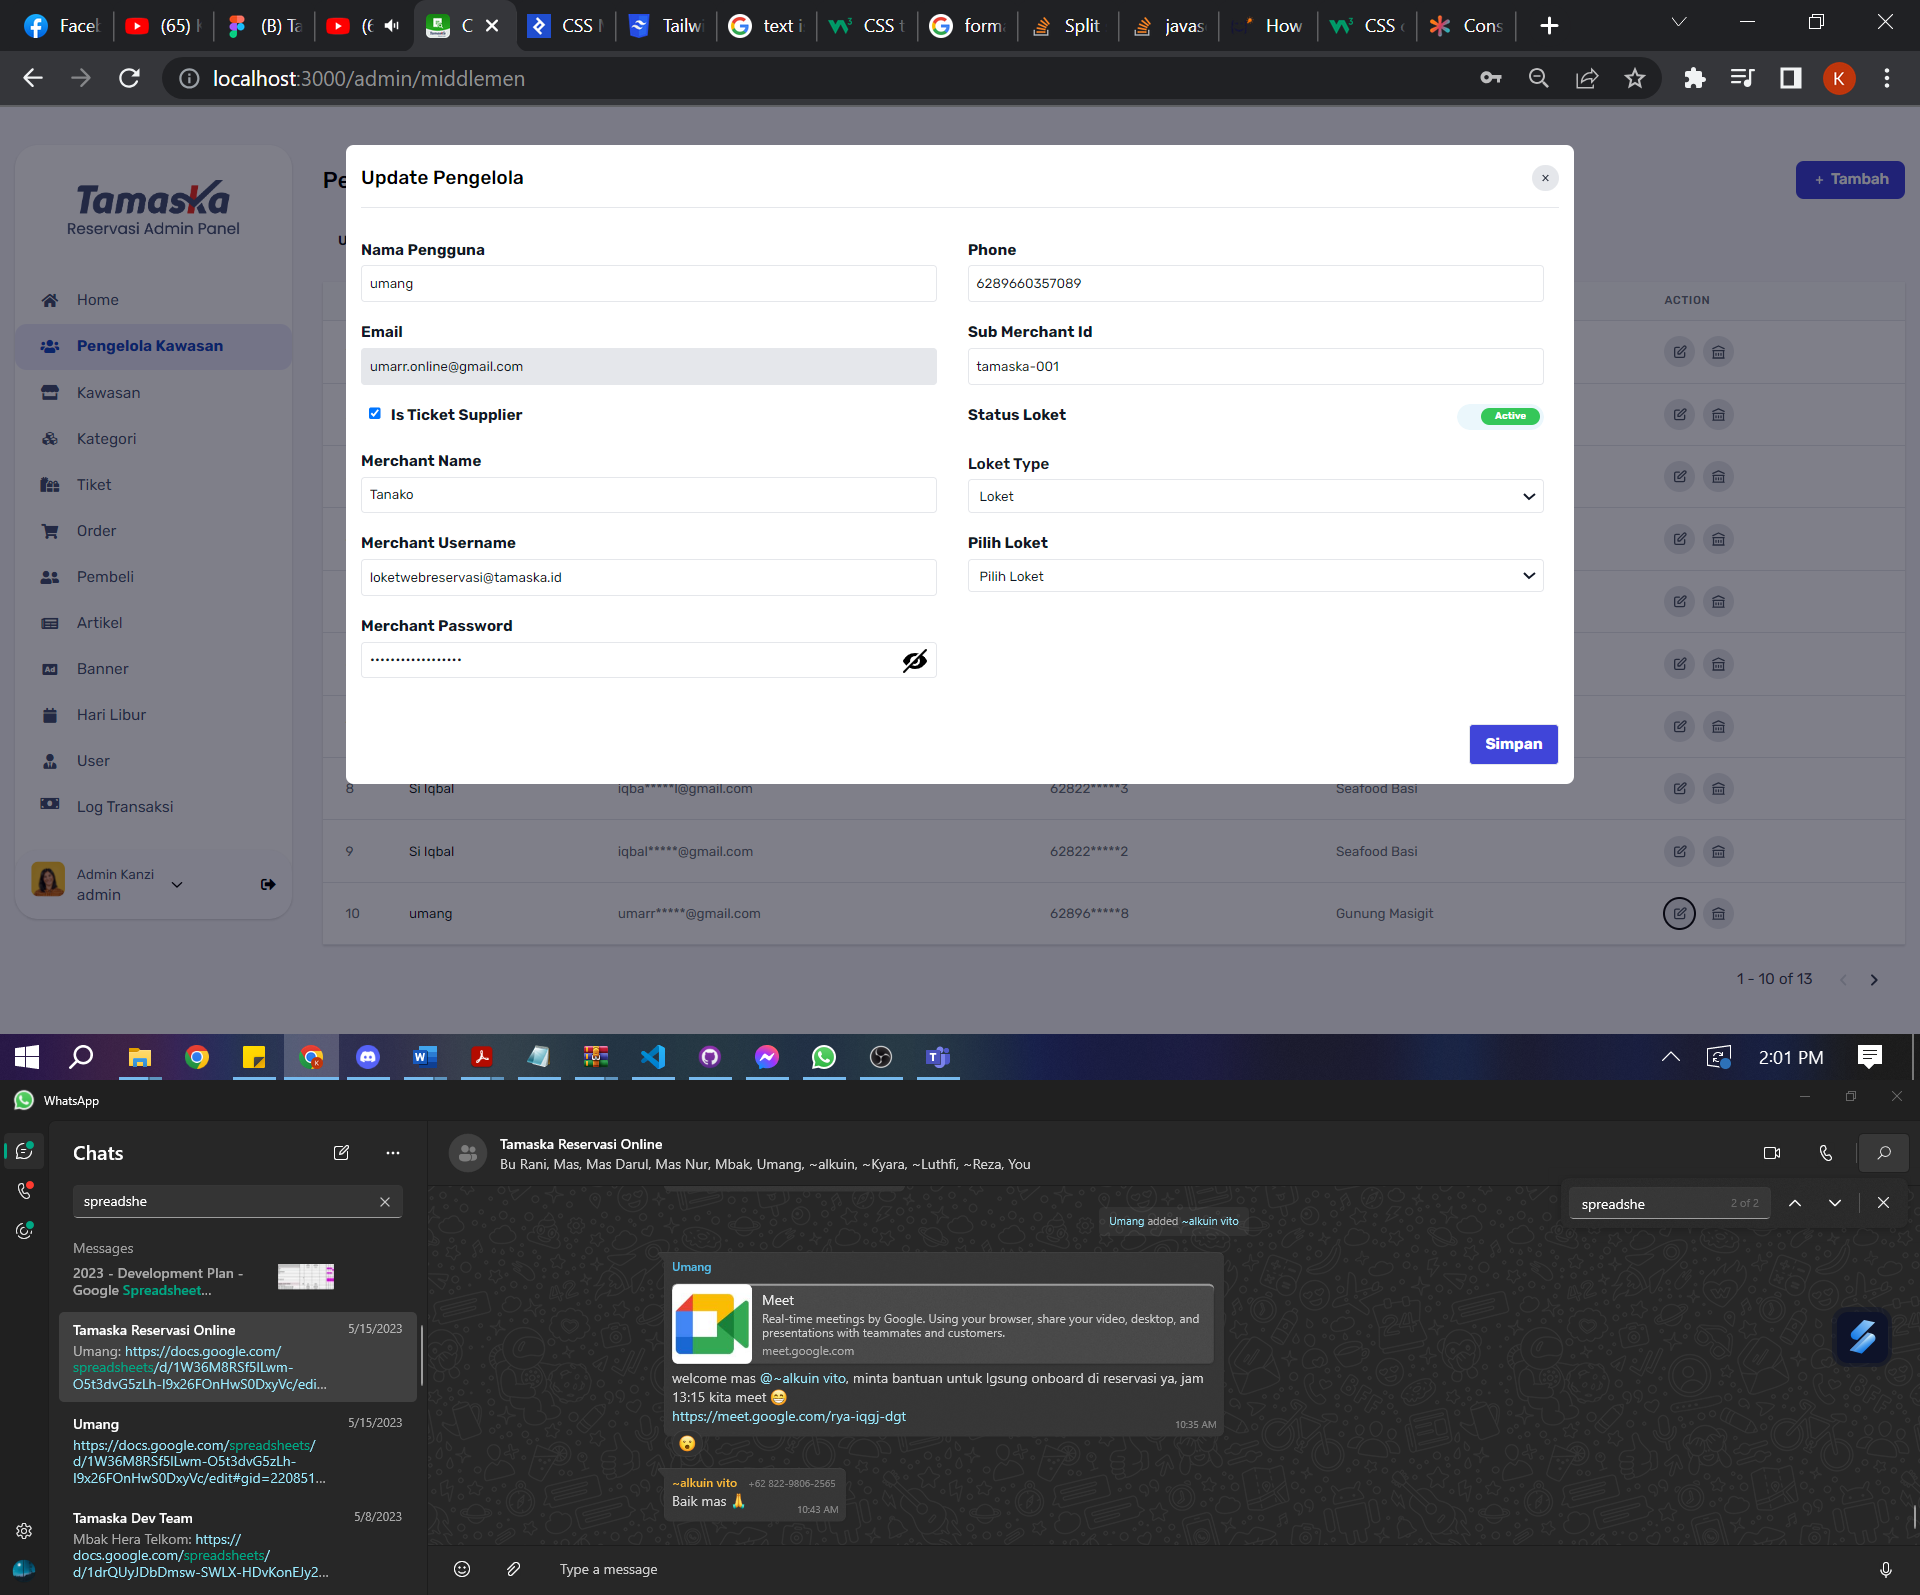 Faceb
(65)
(B) Ta
(6
C
CSS
Tailwi
text i
CSS t
form
Split
javas
How
CSS
Cons
localhost:3000/admin/middlemen
K
Tamaska
Reservasi Admin Panel
Home
Pengelola Kawasan
Kawasan
Kategori
Tiket
Order
Pembeli
Artikel
Banner
Hari Libur
User
Log Transaksi
Admin Kanzi
admin
Pe
+ Tambah
ACTION
Update Pengelola
Nama Pengguna
umang
Phone
6289660357089
Email
umarr.online@gmail.com
Sub Merchant Id
tamaska-001
Is Ticket Supplier
Status Loket
Active
Merchant Name
Tanako
Loket Type
Loket
Merchant Username
loketwebreservasi@tamaska.id
Pilih Loket
Pilih Loket
Merchant Password
••••••••••••••••••
Simpan
8 Si Iqbal iqba*****l@gmail.com 62822*****3 Seafood Basi
9 Si Iqbal iqbal*****@gmail.com 62822*****2 Seafood Basi
10 umang umarr*****@gmail.com 62896*****8 Gunung Masigit
1 - 10 of 13
2:01 PM
WhatsApp
Chats
spreadshe
Messages
2023 - Development Plan -
Google Spreadsheet...
Tamaska Reservasi Online 5/15/2023
Umang: https://docs.google.com/
spreadsheets/d/1W36M8RSf5ILwm-
O5t3dvG5zLh-I9x26FOnHwS0DxyVc/edi...
Umang 5/15/2023
https://docs.google.com/spreadsheets/
d/1W36M8RSf5ILwm-O5t3dvG5zLh-
I9x26FOnHwS0DxyVc/edit#gid=220851...
Tamaska Dev Team 5/8/2023
Mbak Hera Telkom: https://
docs.google.com/spreadsheets/
d/1drQUyJDbDmsw-SWLX-HDvKonEJy2...
Tamaska Reservasi Online
Bu Rani, Mas, Mas Darul, Mas Nur, Mbak, Umang, ~alkuin, ~Kyara, ~Luthfi, ~Reza, You
spreadshe 2 of 2
Umang added ~alkuin vito
Umang
Meet
Real-time meetings by Google. Using your browser, share your video, desktop, and
presentations with teammates and customers.
meet.google.com
welcome mas @~alkuin vito, minta bantuan untuk lgsung onboard di reservasi ya, jam
13:15 kita meet 😁
https://meet.google.com/rya-iqgj-dgt
10:35 AM
😮
~alkuin vito +62 822-9806-2565
Baik mas 🙏
10:43 AM
Type a message